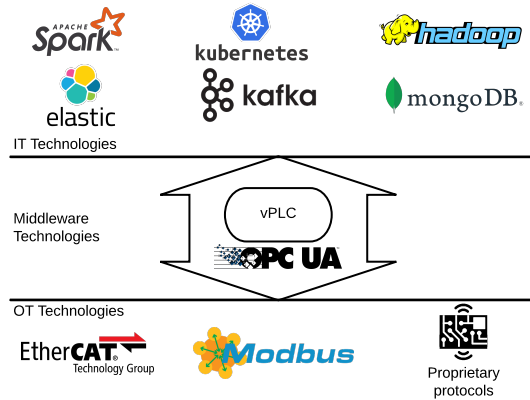 APACHE
Spark™
kubernetes
hadoop
elastic
kafka
mongoDB®
IT Technologies
Middleware
Technologies
vPLC
OPC UA
OT Technologies
EtherCAT®
Technology Group
Modbus
Proprietary
protocols